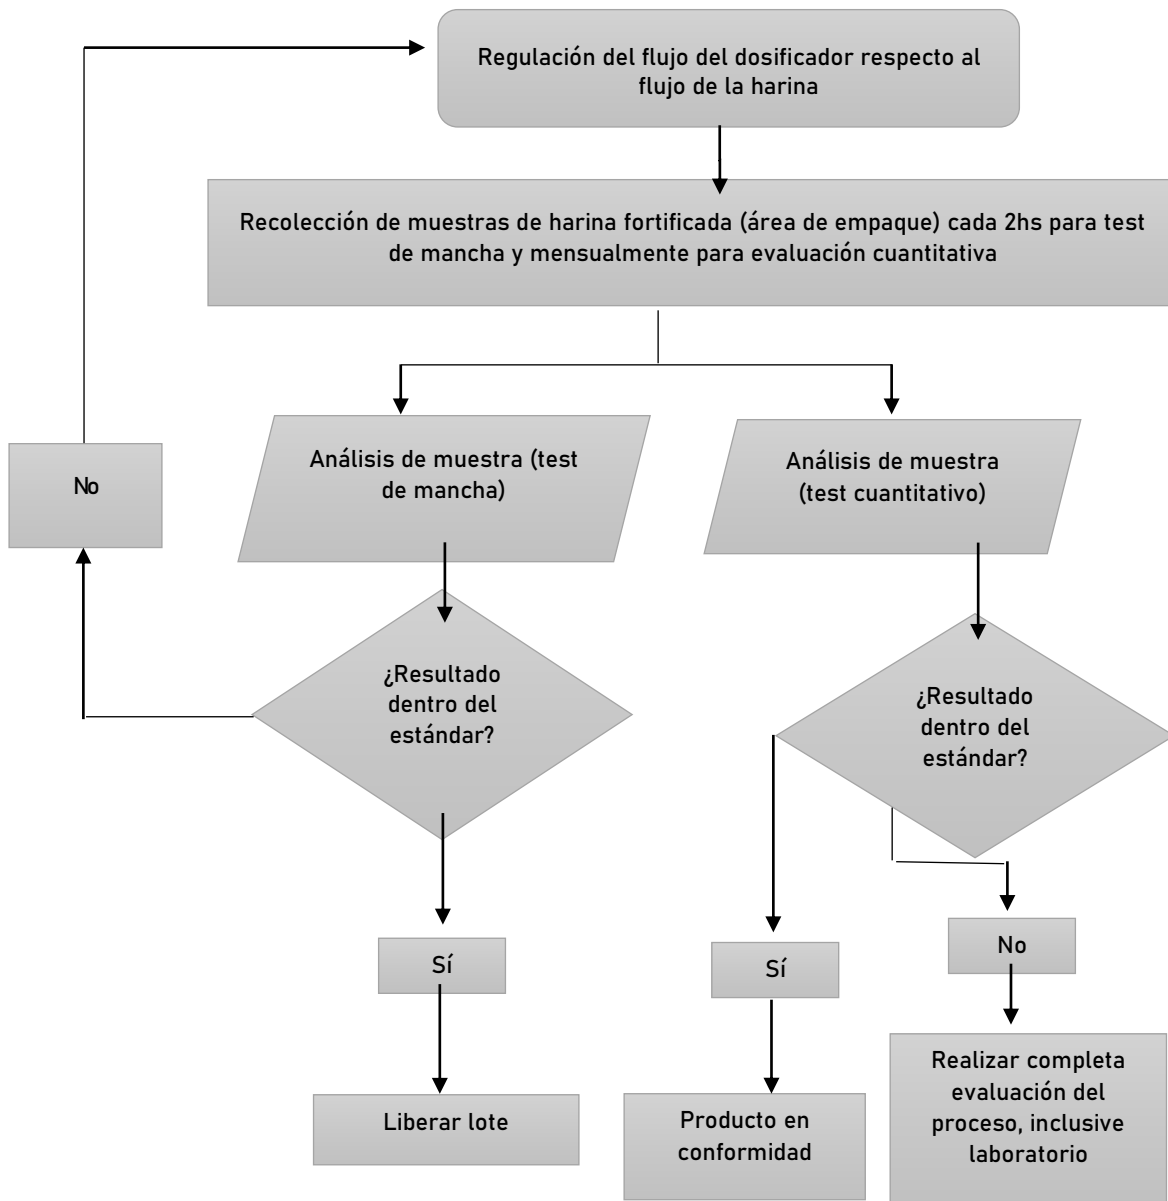 Regulación del flujo del dosificador respecto al
flujo de la harina
Recolección de muestras de harina fortificada (área de empaque) cada 2hs para test
de mancha y mensualmente para evaluación cuantitativa
No
Análisis de muestra (test
de mancha)
Análisis de muestra
(test cuantitativo)
¿Resultado
dentro del
estándar?
¿Resultado
dentro del
estándar?
Sí
Sí
No
Liberar lote
Producto en
conformidad
Realizar completa
evaluación del
proceso, inclusive
laboratorio